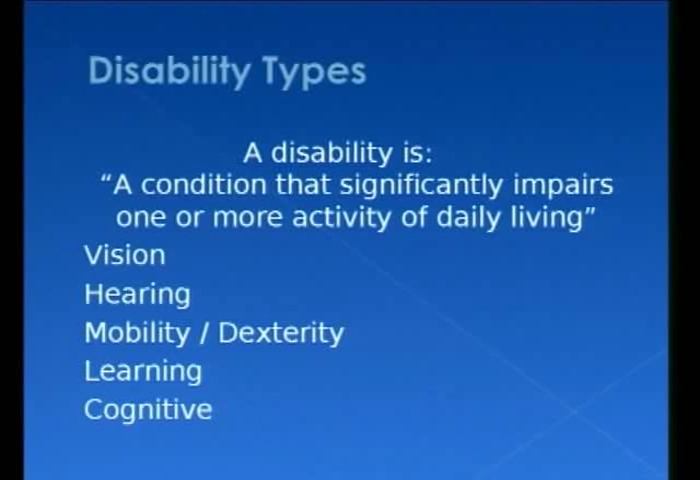 Disability Types
A disability is:
“A condition that significantly impairs
one or more activity of daily living”
Vision
Hearing
Mobility / Dexterity
Learning
Cognitive